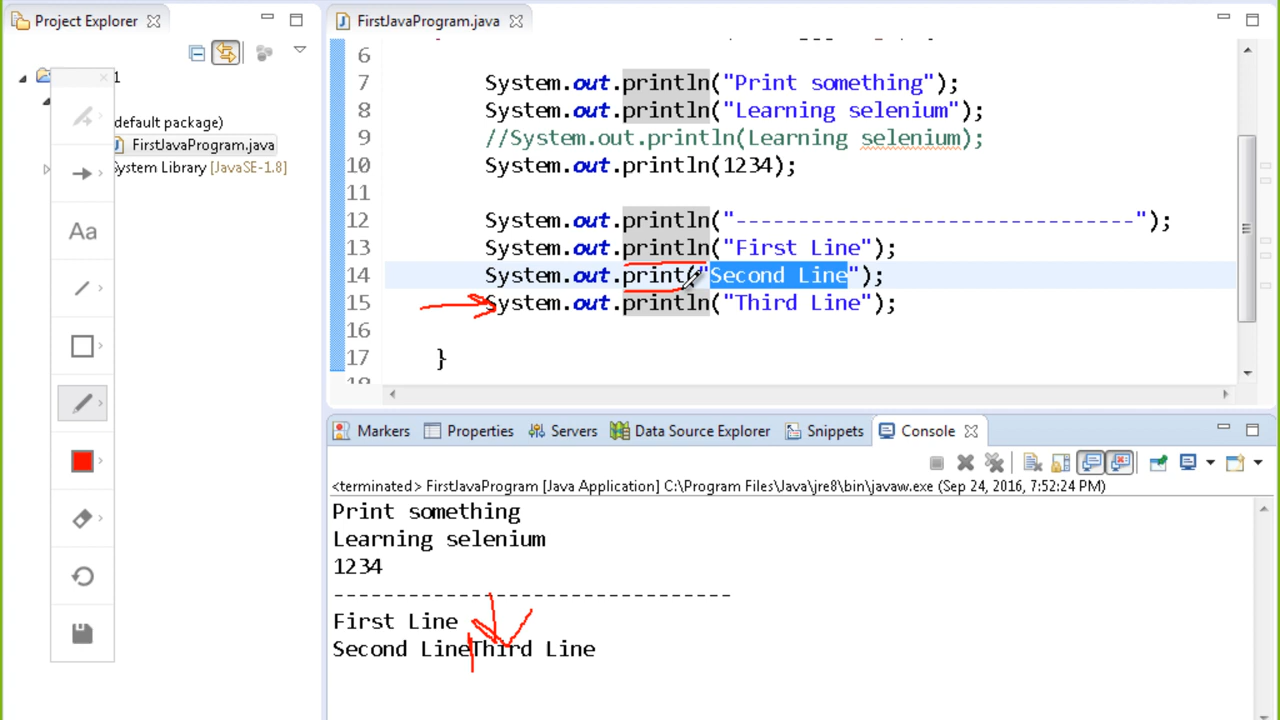 Project Explorer
FirstJavaProgram.java
1
default package)
FirstJavaProgram.java
System Library [JavaSE-1.8]
6
7 System.out.println("Print something");
8 System.out.println("Learning selenium");
9 //System.out.println(Learning selenium);
10 System.out.println(1234);
11
12 System.out.println("--------------------------------");
13 System.out.println("First Line");
14 System.out.print("Second Line");
15 System.out.println("Third Line");
16
17 }
18
Aa
Markers Properties Servers Data Source Explorer Snippets Console
<terminated> FirstJavaProgram [Java Application] C:\Program Files\Java\jre8\bin\javaw.exe (Sep 24, 2016, 7:52:24 PM)
Print something
Learning selenium
1234
--------------------------------
First Line
Second LineThird Line